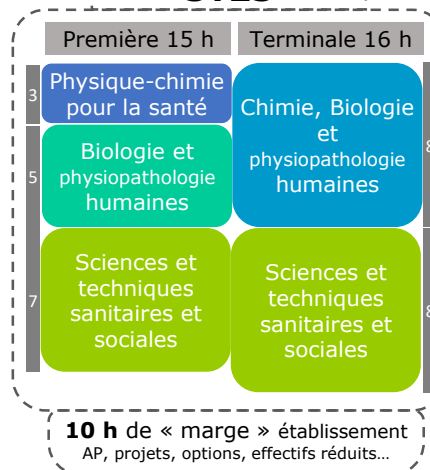 Première 15 h
Terminale 16 h
3
Physique-chimie
pour la santé
5
Biologie et
physiopathologie
humaines
7
Sciences et
techniques
sanitaires et
sociales
Chimie, Biologie
et
physiopathologie
humaines
8
Sciences et
techniques
sanitaires et
sociales
8
10 h de « marge » établissement
AP, projets, options, effectifs réduits…